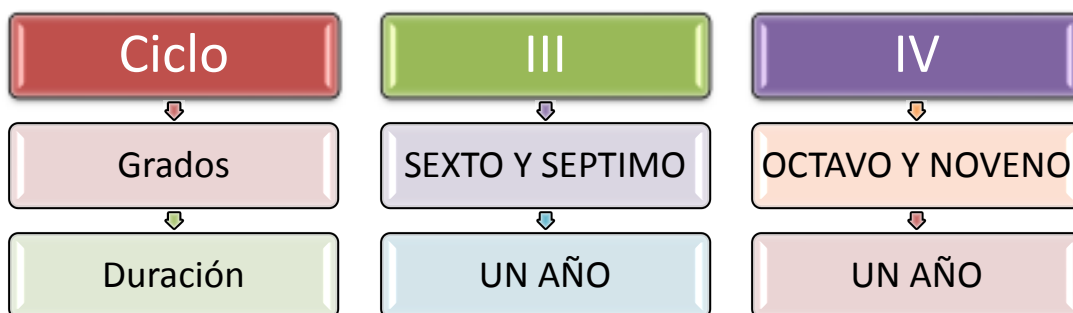 Ciclo
III
IV
Grados
SEXTO Y SEPTIMO
OCTAVO Y NOVENO
Duración
UN AÑO
UN AÑO